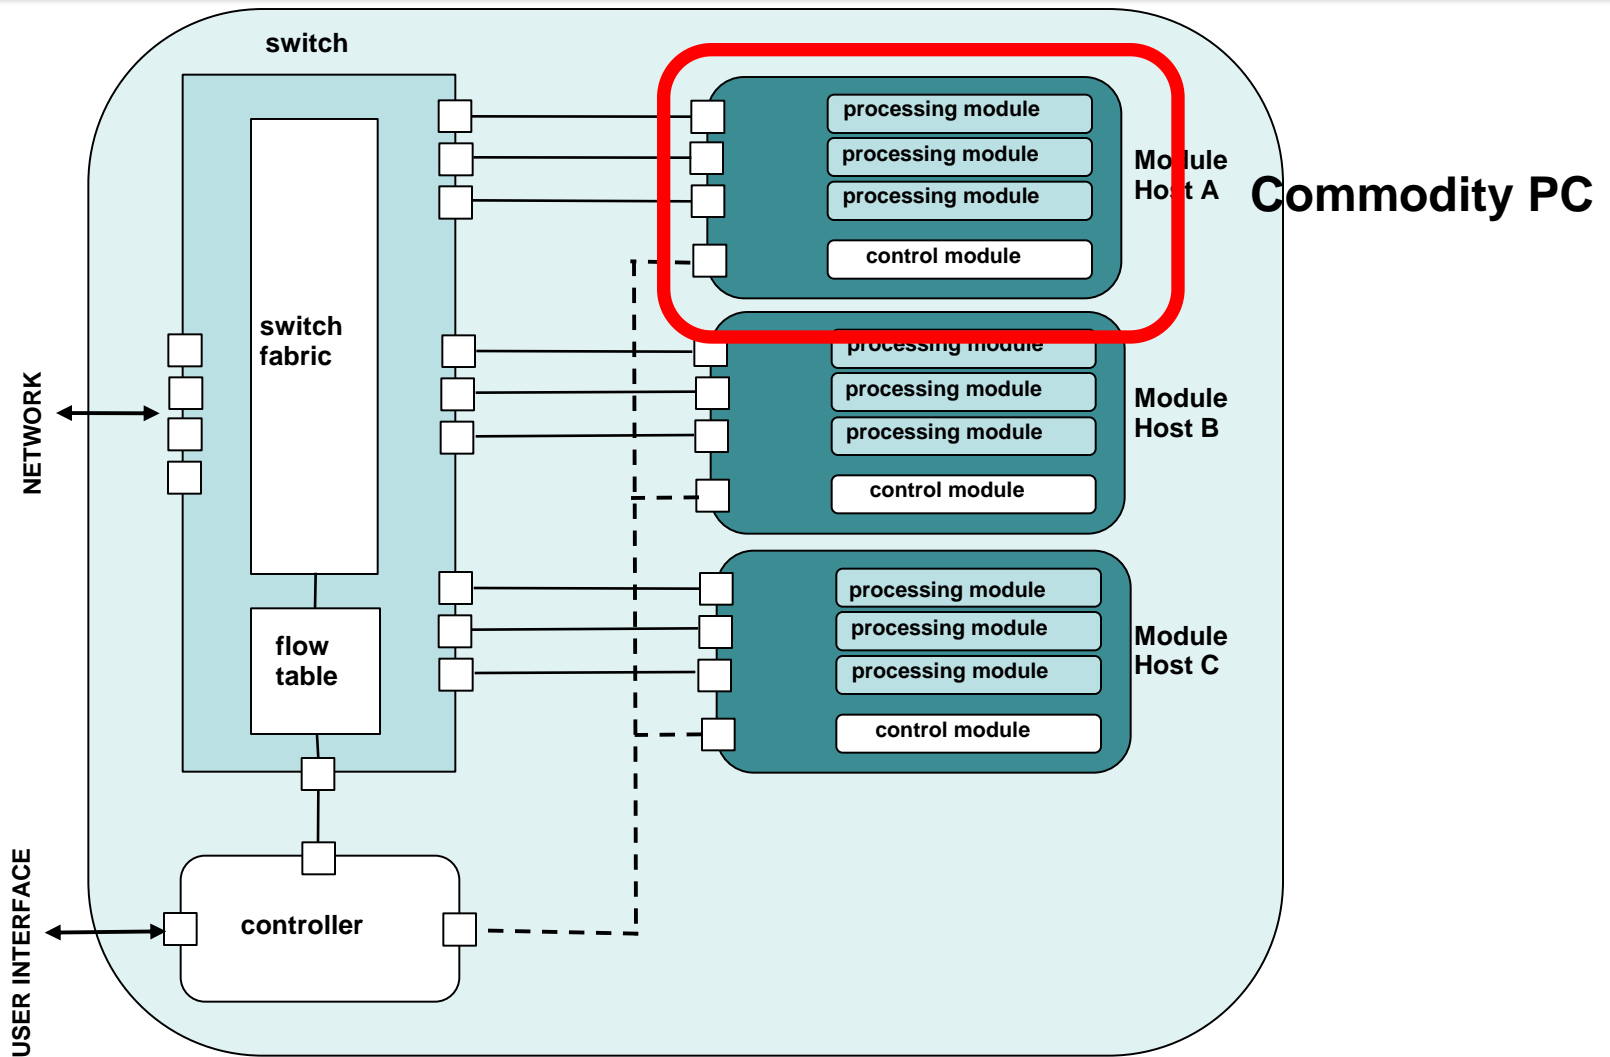 switch
processing module
processing module
processing module
control module
Module
Host A
Commodity PC
switch
fabric
processing module
processing module
processing module
control module
Module
Host B
NETWORK
processing module
processing module
processing module
control module
Module
Host C
flow
table
controller
USER INTERFACE